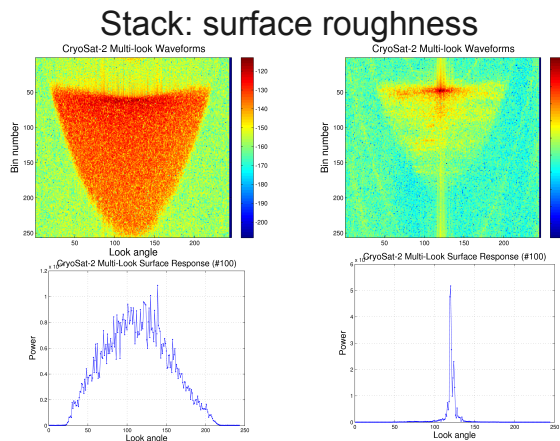 Stack: surface roughness
CryoSat-2 Multi-look Waveforms
Bin number
50
100
150
200
250
50 100 150 200
Look angle
-120
-130
-140
-150
-160
-170
-180
-190
-200
CryoSat-2 Multi-look Waveforms
Bin number
50
100
150
200
250
50 100 150 200
CryoSat-2 Multi-Look Surface Response (#100)
Power
1.2
1
0.8
0.6
0.4
0.2
0
0 50 100 150 200 250
Look angle
CryoSat-2 Multi-Look Surface Response (#100)
Power
6
5
4
3
2
1
0
0 50 100 150 200 250
Look angle